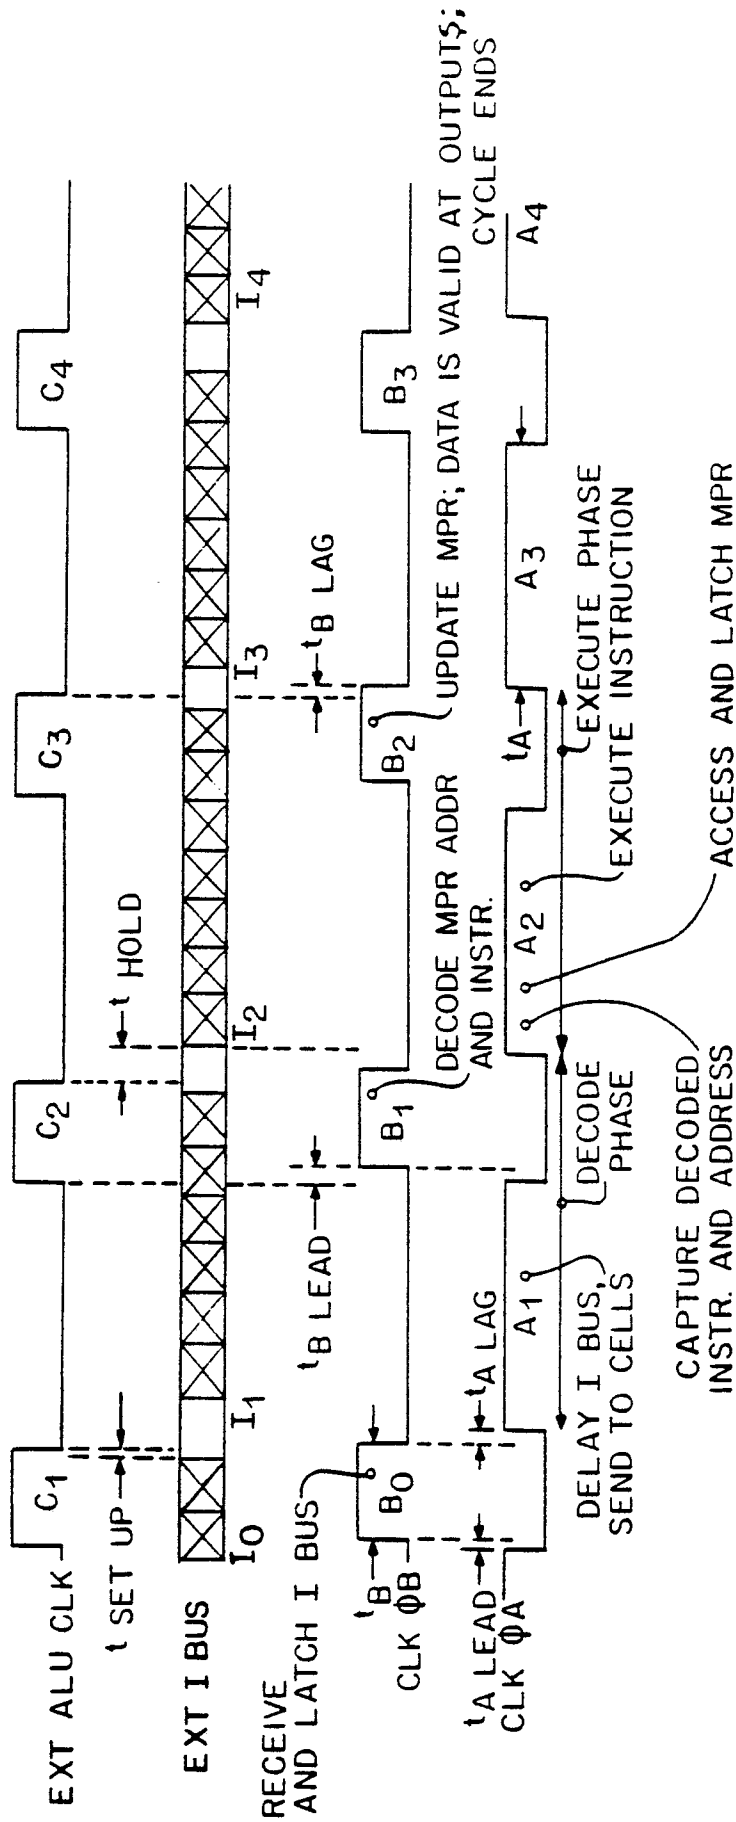 EXT ALU CLK
C1
C2
C3
C4
t SET UP
t HOLD
EXT I BUS
I0
I1
I2
I3
I4
RECEIVE
AND LATCH I BUS
tB LEAD
tB LAG
tB
CLK ΦB
B0
B1
B2
B3
DECODE MPR ADDR
AND INSTR.
UPDATE MPR; DATA IS VALID AT OUTPUTS;
CYCLE ENDS
tA LEAD
CLK ΦA
tA LAG
A1
A2
tA
A3
A4
DELAY I BUS,
SEND TO CELLS
DECODE
PHASE
EXECUTE PHASE
EXECUTE INSTRUCTION
CAPTURE DECODED
INSTR. AND ADDRESS
ACCESS AND LATCH MPR